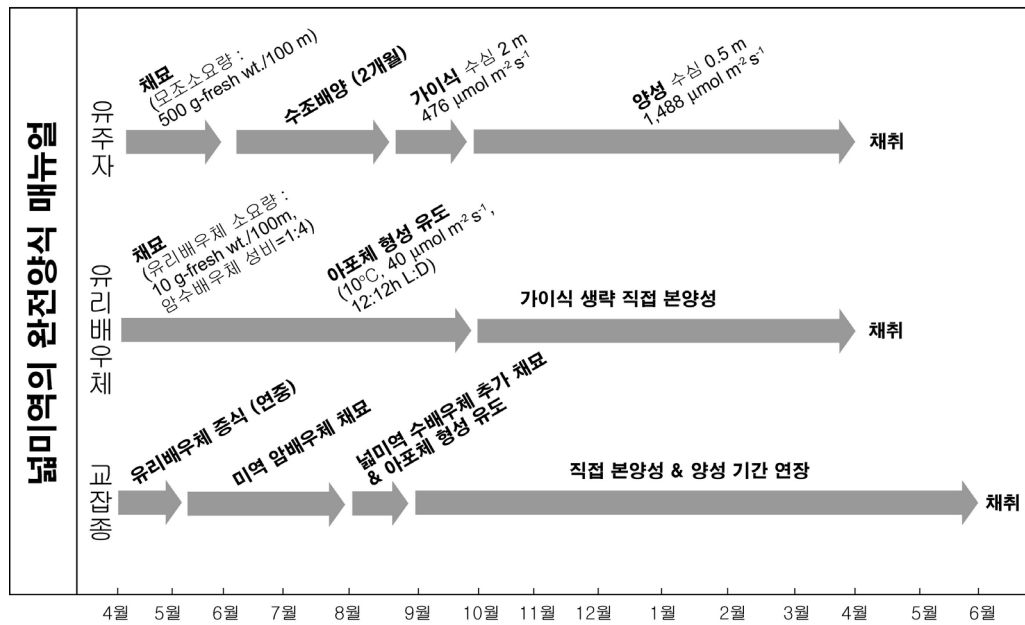 넓미역의 완전양식 매뉴얼
유주자
채묘
(모조소요량 :
500 g-fresh wt./100 m)
수조배양 (2개월)
가이식 수심 2 m
476 μmol m⁻² s⁻¹
양성 수심 0.5 m
1,488 μmol m⁻² s⁻¹
채취
유리배우체
채묘
(유리배우체 소요량 :
10 g-fresh wt./100m,
암수배우체 성비=1:4)
아포체 형성 유도
(10℃, 40 μmol m⁻² s⁻¹,
12:12h L:D)
가이식 생략 직접 본양성
채취
교잡종
유리배우체 증식 (연중)
미역 암배우체 채묘
넓미역 수배우체 추가 채묘
& 아포체 형성 유도
직접 본양성 & 양성 기간 연장
채취
4월 5월 6월 7월 8월 9월 10월 11월 12월 1월 2월 3월 4월 5월 6월